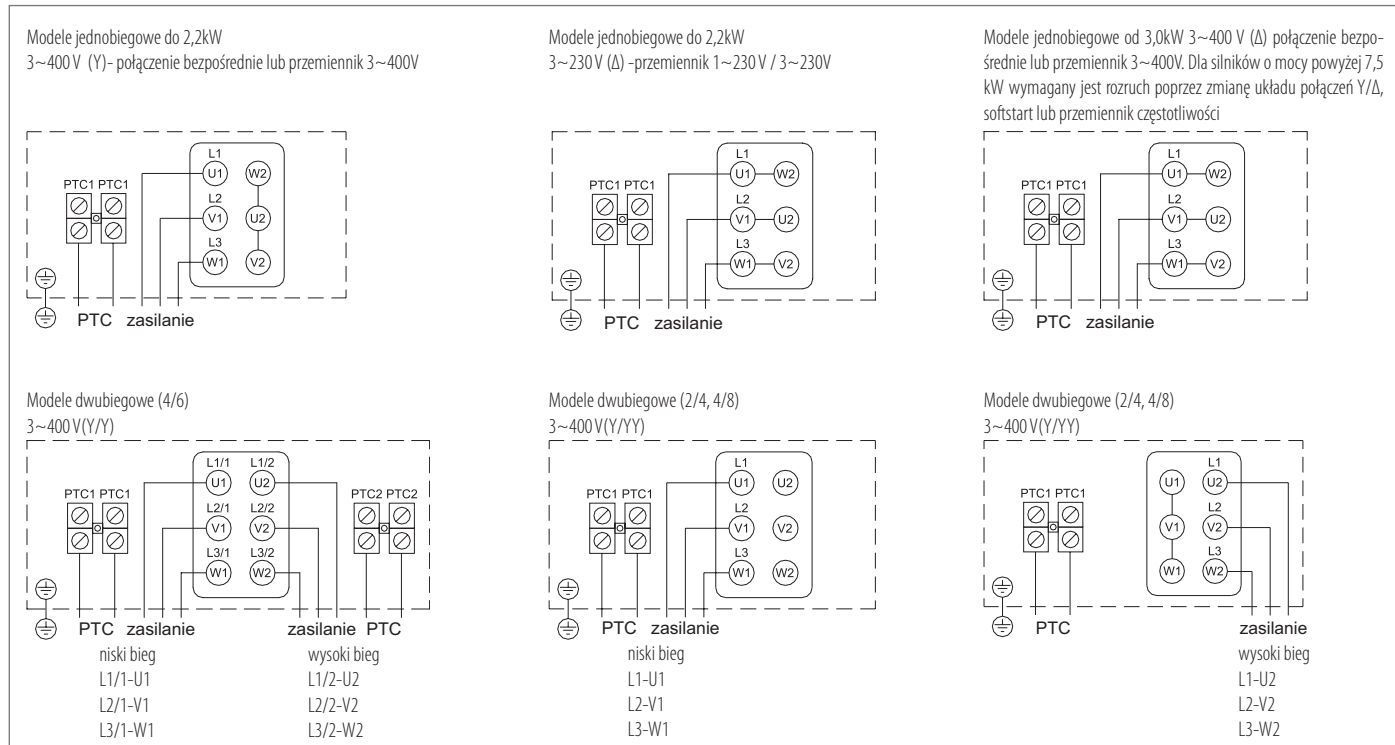 Modele jednobiegowe do 2,2kW
3~400 V (Y)- połączenie bezpośrednie lub przemiennik 3~400V
L1
U1 W2
PTC1 PTC1
L2
V1 U2
L3
W1 V2
PTC zasilanie
Modele jednobiegowe do 2,2kW
3~230 V (Δ) -przemiennik 1~230 V / 3~230V
L1
U1 W2
PTC1 PTC1
L2
V1 U2
L3
W1 V2
PTC zasilanie
Modele jednobiegowe od 3,0kW 3~400 V (Δ) połączenie bezpo-
średnie lub przemiennik 3~400V. Dla silników o mocy powyżej 7,5
kW wymagany jest rozruch poprzez zmianę układu połączeń Y/Δ,
softstart lub przemiennik częstotliwości
L1
U1 W2
PTC1 PTC1
L2
V1 U2
L3
W1 V2
PTC zasilanie
Modele dwubiegowe (4/6)
3~400 V(Y/Y)
L1/1 L1/2
U1 U2
PTC1 PTC1 L2/1 L2/2 PTC2 PTC2
V1 V2
L3/1 L3/2
W1 W2
PTC zasilanie zasilanie PTC
niski bieg wysoki bieg
L1/1-U1 L1/2-U2
L2/1-V1 L2/2-V2
L3/1-W1 L3/2-W2
Modele dwubiegowe (2/4, 4/8)
3~400 V(Y/YY)
L1
U1 U2
PTC1 PTC1
L2
V1 V2
L3
W1 W2
PTC zasilanie
niski bieg
L1-U1
L2-V1
L3-W1
Modele dwubiegowe (2/4, 4/8)
3~400 V(Y/YY)
L1
U1 U2
PTC1 PTC1
L2
V1 V2
L3
W1 W2
PTC zasilanie
wysoki bieg
L1-U2
L2-V2
L3-W2